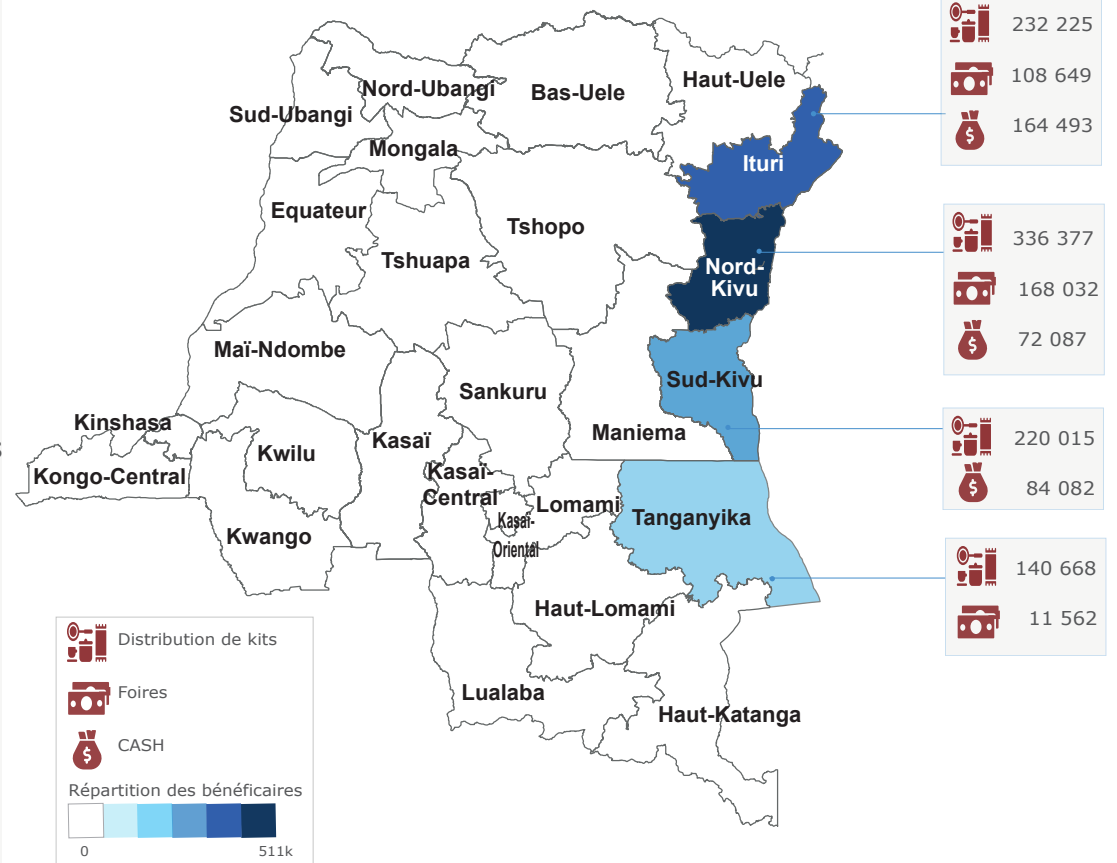 232 225
108 649
164 493
Nord-Ubangi
Bas-Uele
Haut-Uele
Sud-Ubangi
Mongala
Ituri
Equateur
Tshopo
Tshuapa
Nord-
Kivu
336 377
168 032
72 087
Maï-Ndombe
Sankuru
Sud-Kivu
Kinshasa
Kwilu
Kasaï
Maniema
Kongo-Central
Kasaï-
Central
220 015
84 082
Kwango
Kasaï-
Oriental
Lomami
Tanganyika
140 668
11 562
Haut-Lomami
Lualaba
Haut-Katanga
Distribution de kits
Foires
CASH
Répartition des bénéficaires
0
511k